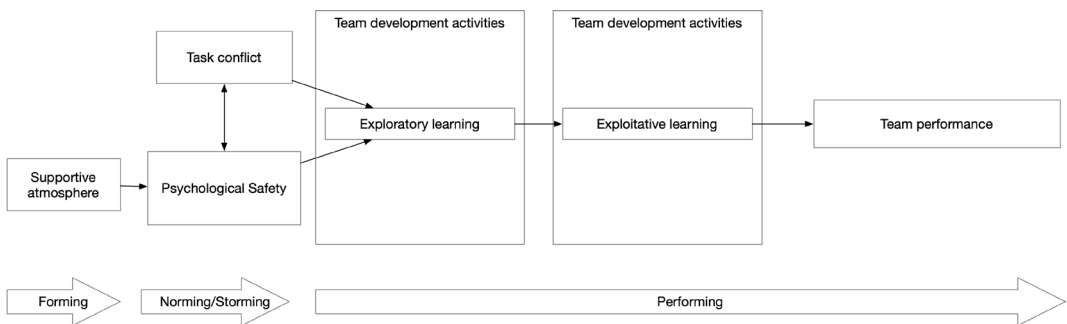 Team development activities
Team development activities
Task conflict
Exploratory learning
Exploitative learning
Team performance
Supportive
atmosphere
Psychological Safety
Forming
Norming/Storming
Performing